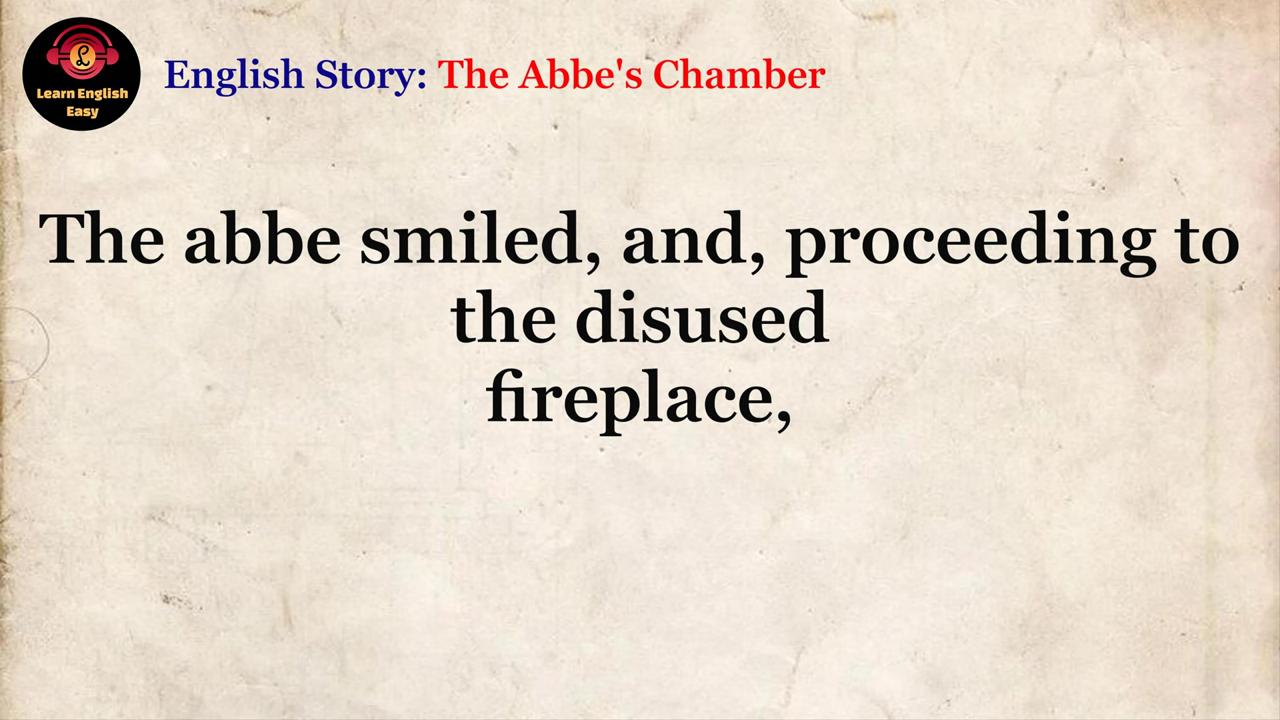 Learn English
Easy
English Story: The Abbe's Chamber
The abbe smiled, and, proceeding to
the disused
fireplace,